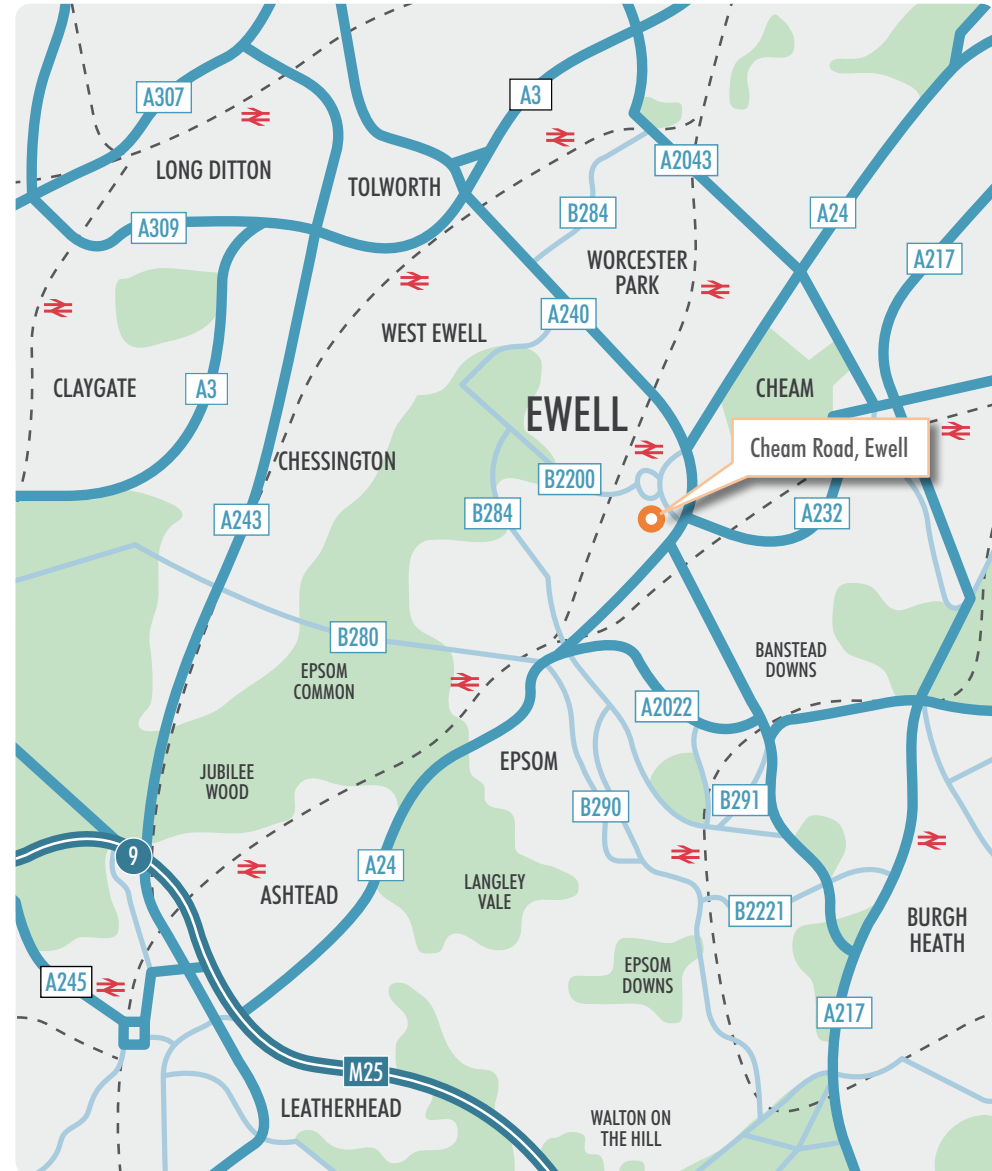 A307
A3
LONG DITTON
TOLWORTH
A2043
B284
A24
A309
WORCESTER
PARK
A217
A240
WEST EWELL
CLAYGATE
A3
CHEAM
EWELL
Cheam Road, Ewell
CHESSINGTON
B2200
A243
B284
A232
B280
EPSOM
COMMON
BANSTEAD
DOWNS
A2022
EPSOM
JUBILEE
WOOD
B290
B291
9
A24
ASHTEAD
LANGLEY
VALE
B2221
BURGH
HEATH
EPSOM
DOWNS
A245
A217
M25
LEATHERHEAD
WALTON ON
THE HILL